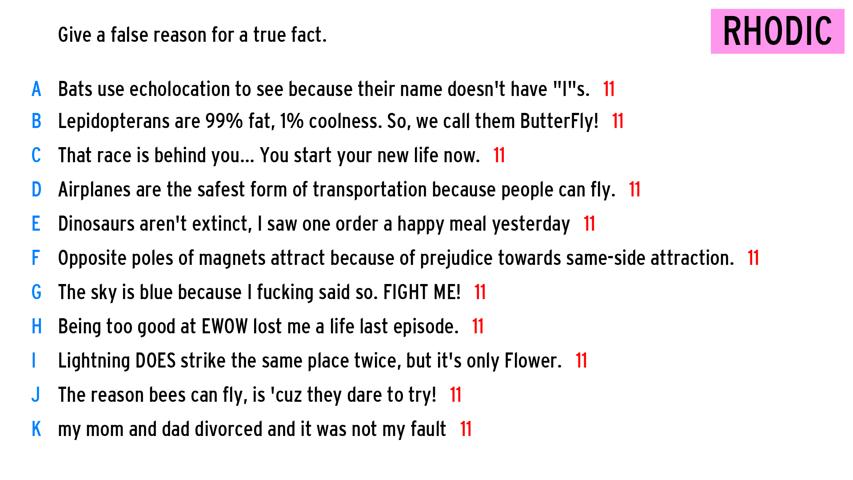 Give a false reason for a true fact.
RHODIC
A Bats use echolocation to see because their name doesn't have "I"s. 11
B Lepidopterans are 99% fat, 1% coolness. So, we call them ButterFly! 11
C That race is behind you... You start your new life now. 11
D Airplanes are the safest form of transportation because people can fly. 11
E Dinosaurs aren't extinct, I saw one order a happy meal yesterday 11
F Opposite poles of magnets attract because of prejudice towards same-side attraction. 11
G The sky is blue because I fucking said so. FIGHT ME! 11
H Being too good at EWOW lost me a life last episode. 11
I Lightning DOES strike the same place twice, but it's only Flower. 11
J The reason bees can fly, is 'cuz they dare to try! 11
K my mom and dad divorced and it was not my fault 11